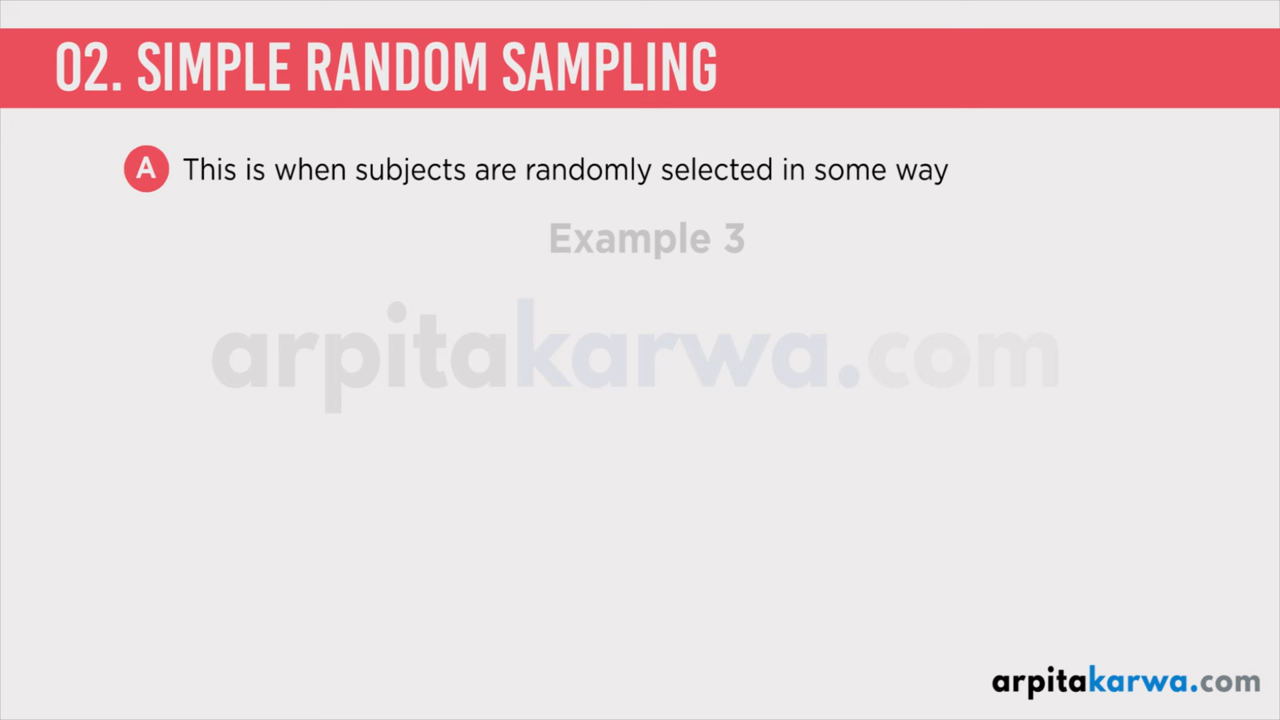 02. SIMPLE RANDOM SAMPLING
A This is when subjects are randomly selected in some way
Example 3
arpitakarwa.com
arpitakarwa.com